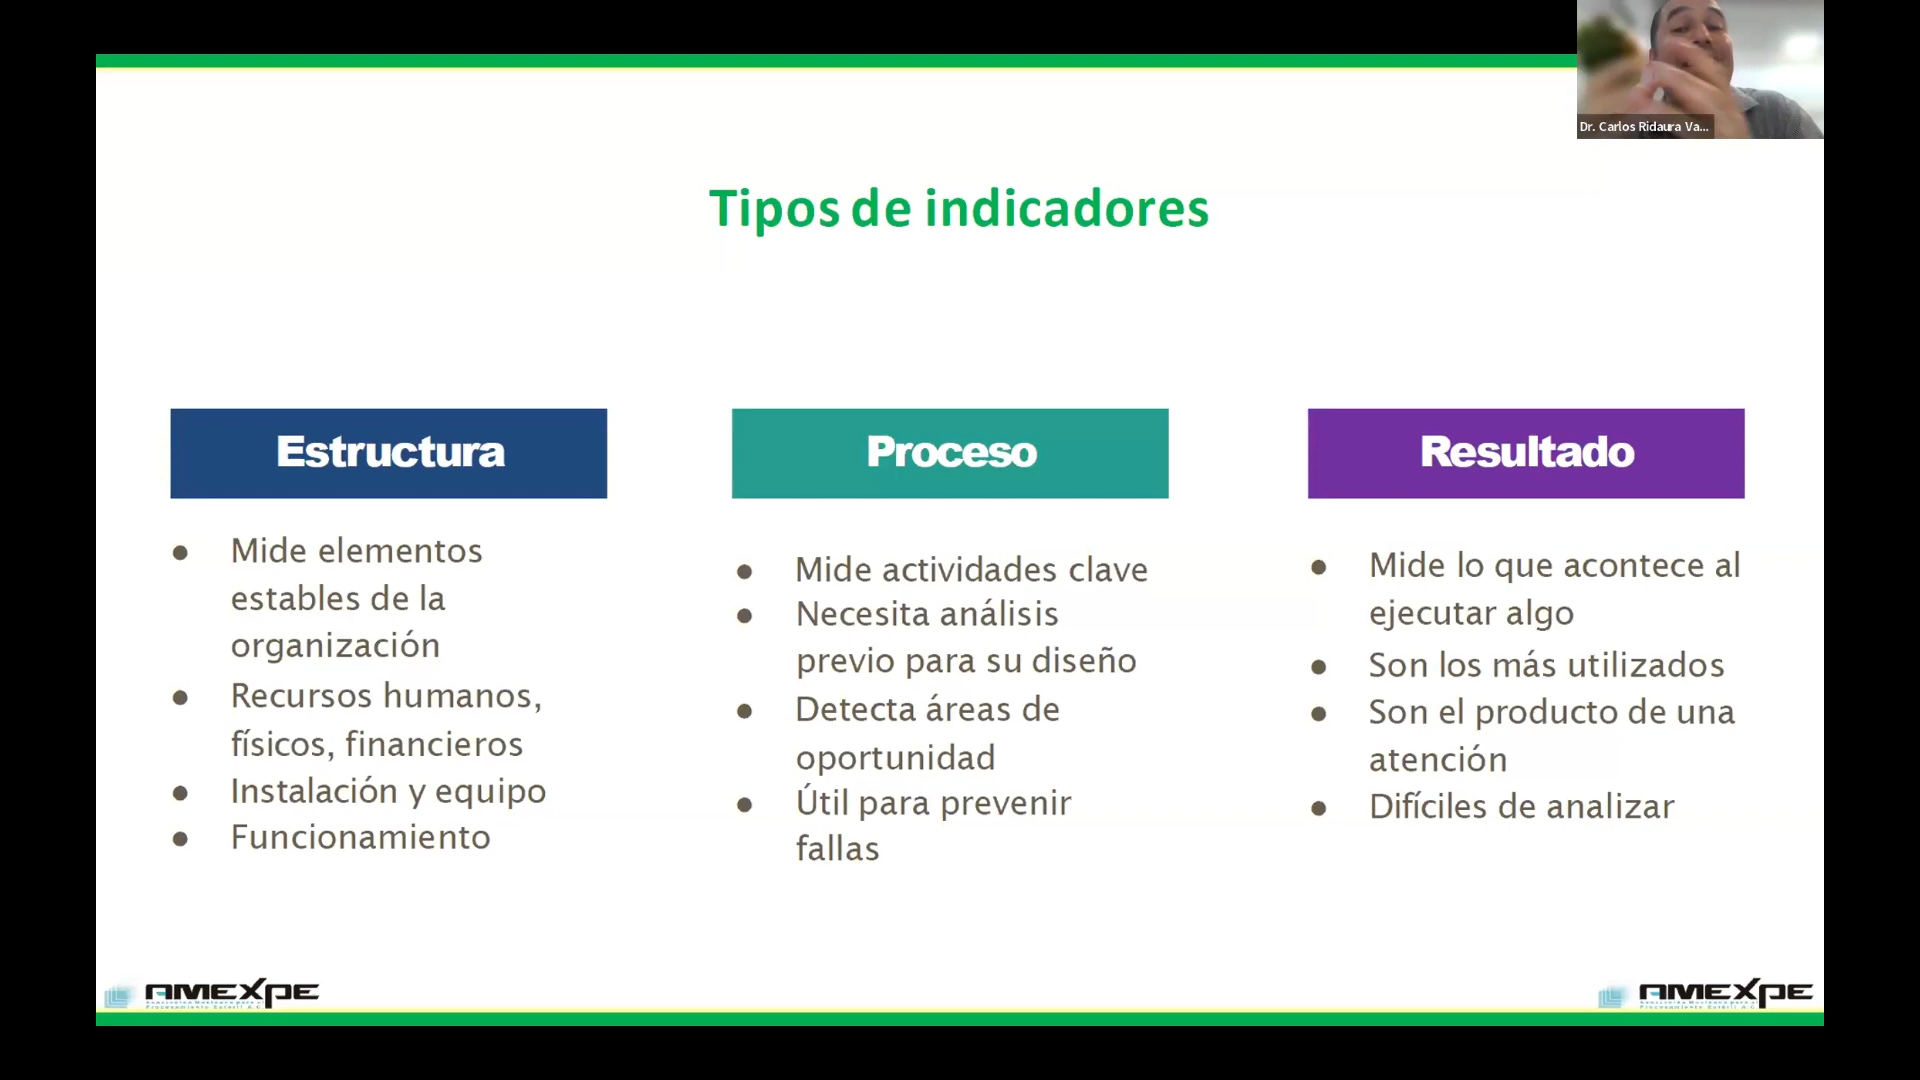 Dr. Carlos Ridaura Va...
Tipos de indicadores
Estructura
● Mide elementos
estables de la
organización
● Recursos humanos,
físicos, financieros
● Instalación y equipo
● Funcionamiento
Proceso
● Mide actividades clave
● Necesita análisis
previo para su diseño
● Detecta áreas de
oportunidad
● Útil para prevenir
fallas
Resultado
● Mide lo que acontece al
ejecutar algo
● Son los más utilizados
● Son el producto de una
atención
● Difíciles de analizar
AMEXPE
AMEXPE